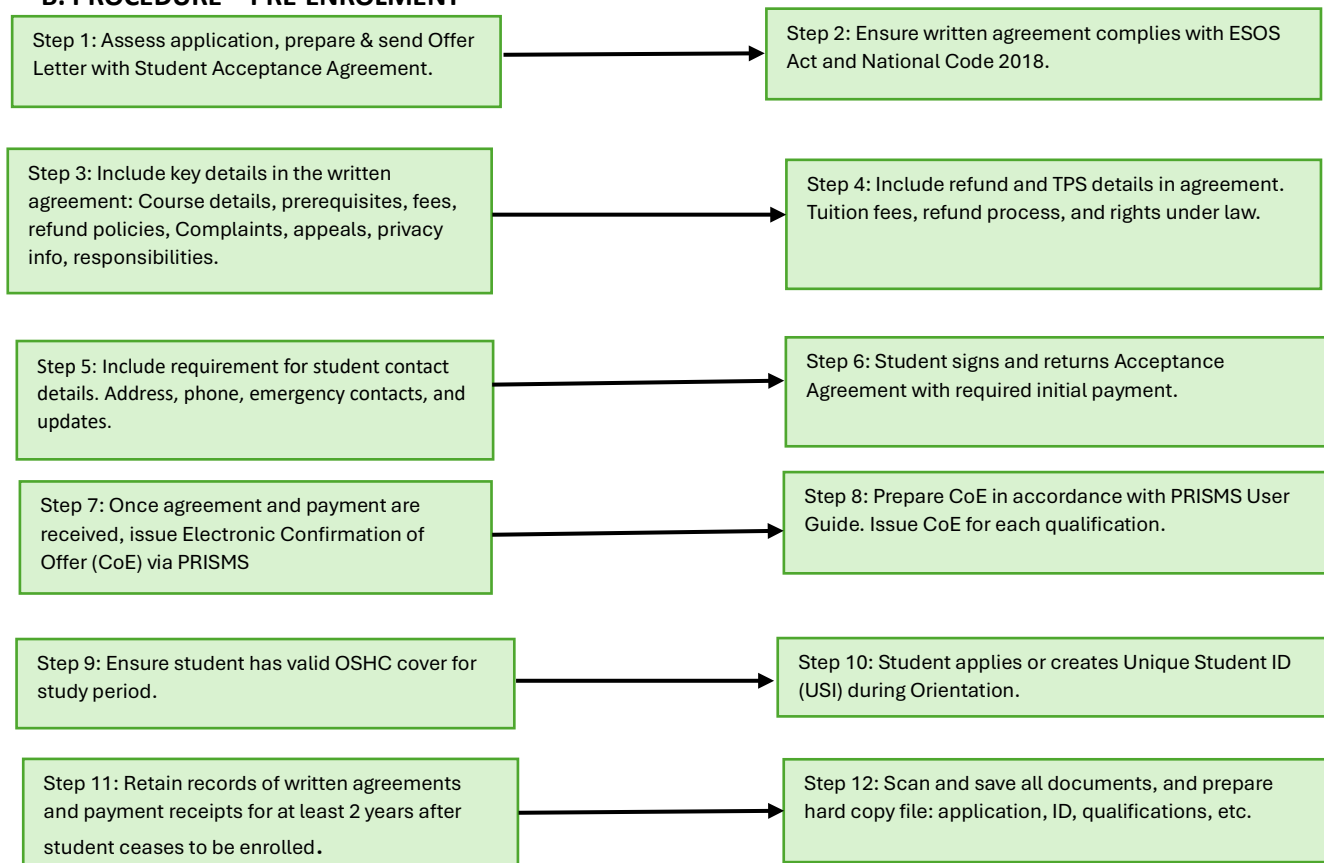 B. PROCEDURE – PRE-ENROLMENT
Step 1: Assess application, prepare & send Offer
Letter with Student Acceptance Agreement.
Step 2: Ensure written agreement complies with ESOS
Act and National Code 2018.
Step 3: Include key details in the written
agreement: Course details, prerequisites, fees,
refund policies, Complaints, appeals, privacy
info, responsibilities.
Step 4: Include refund and TPS details in agreement.
Tuition fees, refund process, and rights under law.
Step 5: Include requirement for student contact
details. Address, phone, emergency contacts, and
updates.
Step 6: Student signs and returns Acceptance
Agreement with required initial payment.
Step 7: Once agreement and payment are
received, issue Electronic Confirmation of
Offer (CoE) via PRISMS
Step 8: Prepare CoE in accordance with PRISMS User
Guide. Issue CoE for each qualification.
Step 9: Ensure student has valid OSHC cover for
study period.
Step 10: Student applies or creates Unique Student ID
(USI) during Orientation.
Step 11: Retain records of written agreements
and payment receipts for at least 2 years after
student ceases to be enrolled.
Step 12: Scan and save all documents, and prepare
hard copy file: application, ID, qualifications, etc.